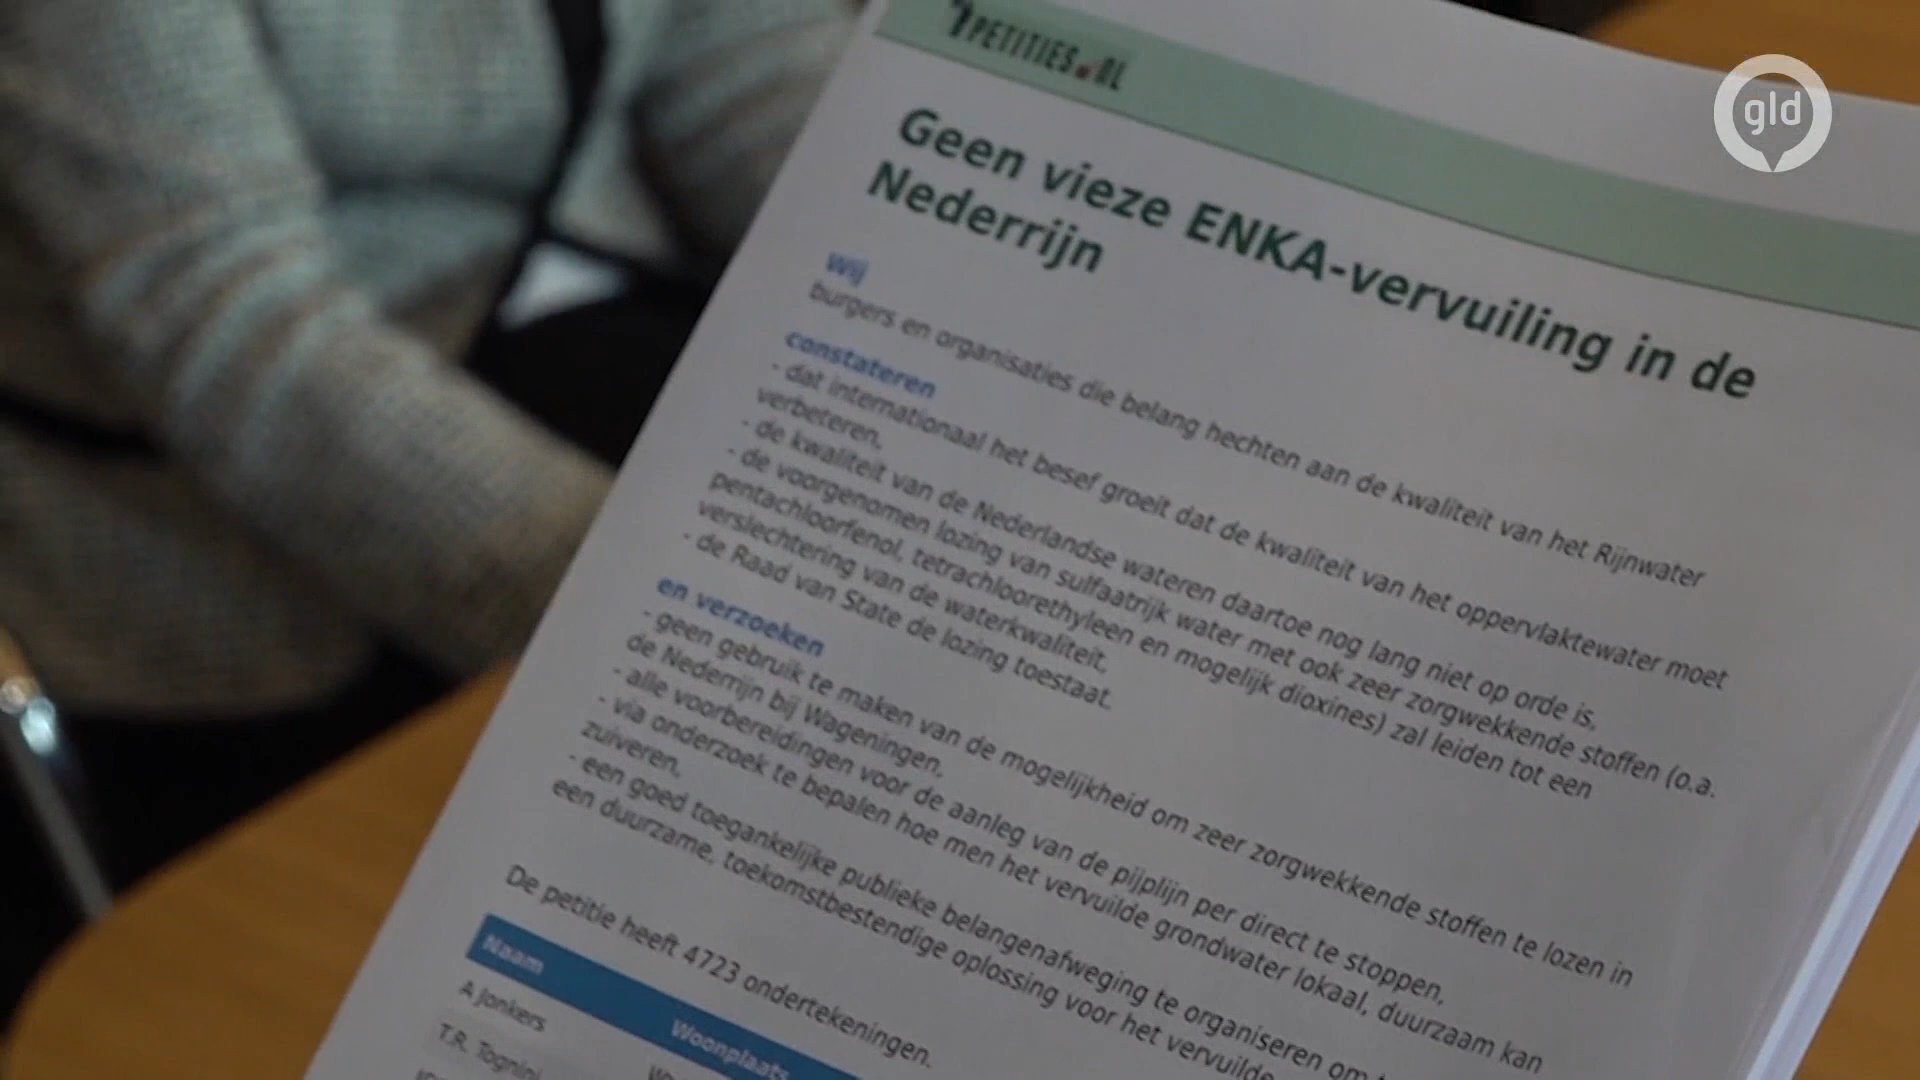 PETITIES.NL
gld
Geen vieze ENKA-vervuiling in de
Nederrijn
Wij
burgers en organisaties die belang hechten aan de kwaliteit van het Rijnwater
constateren
- dat internationaal het besef groeit dat de kwaliteit van het oppervlaktewater moet
verbeteren,
- de kwaliteit van de Nederlandse wateren daartoe nog lang niet op orde is,
- de voorgenomen lozing van sulfaatrijk water met ook zeer zorgwekkende stoffen (o.a.
pentachloorfenol, tetrachloorethyleen en mogelijk dioxines) zal leiden tot een
verslechtering van de waterkwaliteit,
- de Raad van State de lozing toestaat.
en verzoeken
- geen gebruik te maken van de mogelijkheid om zeer zorgwekkende stoffen te lozen in
de Nederrijn bij Wageningen,
- alle voorbereidingen voor de aanleg van de pijplijn per direct te stoppen,
- via onderzoek te bepalen hoe men het vervuilde grondwater lokaal, duurzaam kan
zuiveren,
- een goed toegankelijke publieke belangenafweging te organiseren om
een duurzame, toekomstbestendige oplossing voor het vervuilde
De petitie heeft 4723 ondertekeningen.
Naam Woonplaats
A Jonkers
T.R. Tognini